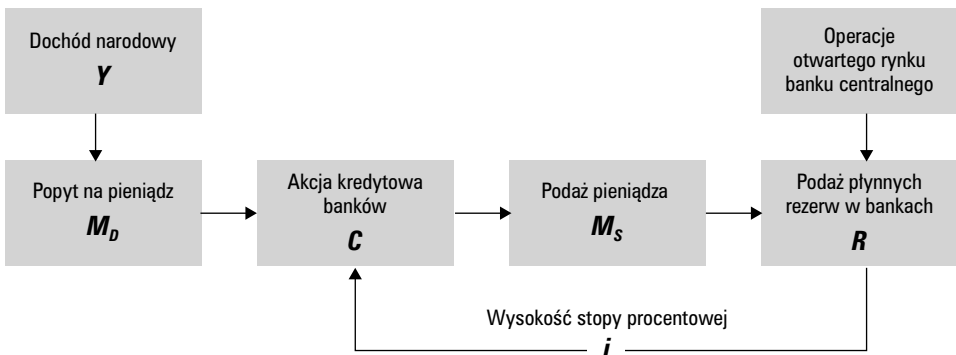 Dochód narodowy
Y
Operacje
otwartego rynku
banku centralnego
Popyt na pieniądz
M_D
Akcja kredytowa
banków
C
Podaż pieniądza
M_S
Podaż płynnych
rezerw w bankach
R
Wysokość stopy procentowej
i